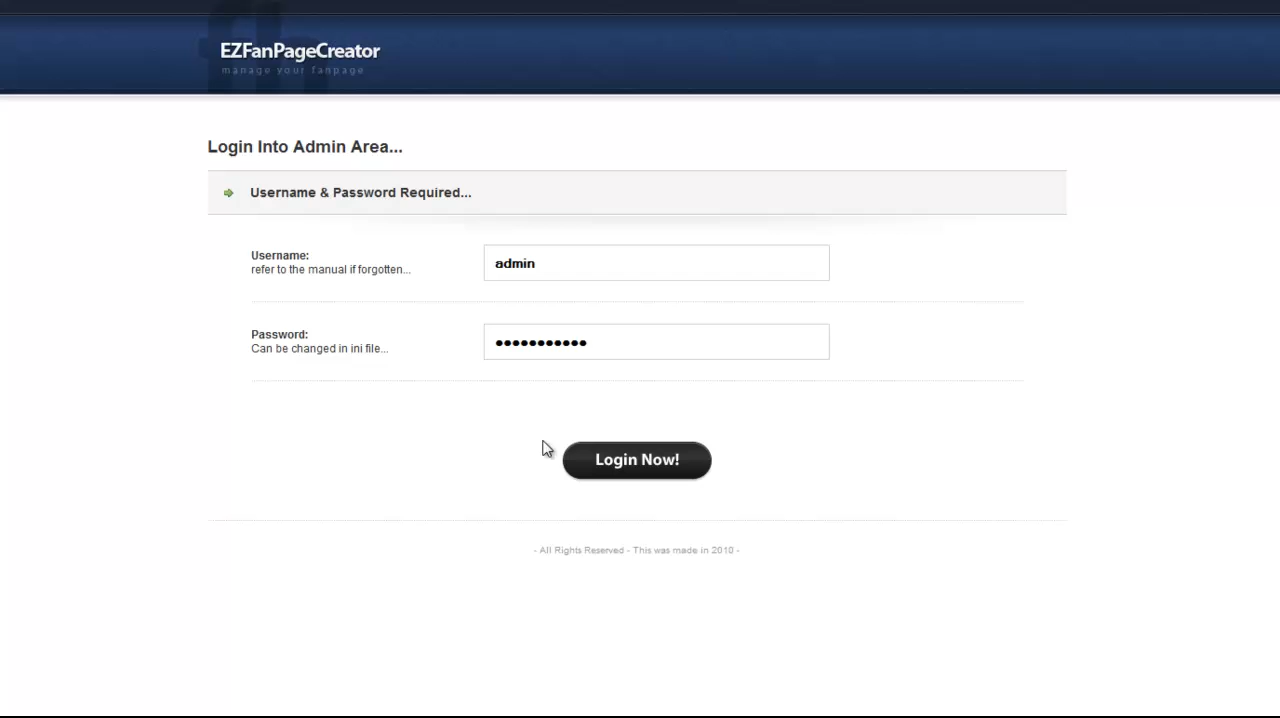 EZFanPageCreator
manage your fanpage
Login Into Admin Area...
Username & Password Required...
Username:
refer to the manual if forgotten...
admin
Password:
Can be changed in ini file...
●●●●●●●●●●●
Login Now!
- All Rights Reserved - This was made in 2010 -